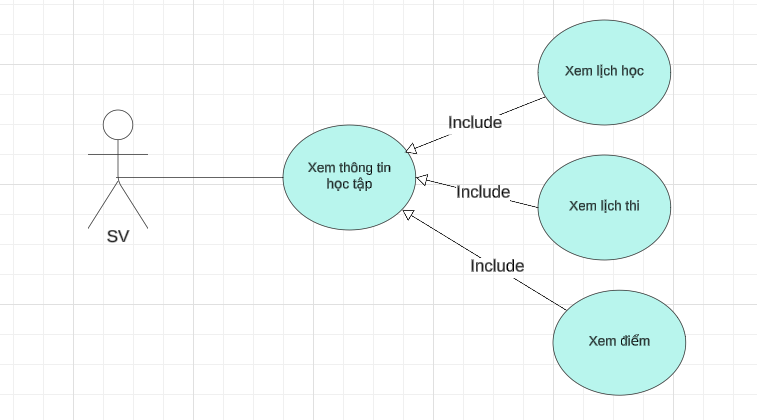 Xem lịch học
Include
Xem thông tin
học tập
Include
Xem lịch thi
SV
Include
Xem điểm